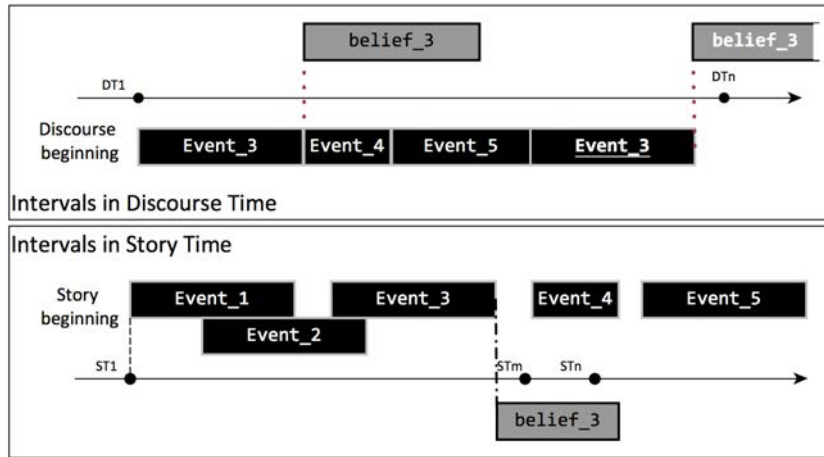 belief_3 belief_3
DT1 DTn
Discourse
beginning
Event_3 Event_4 Event_5 Event_3
Intervals in Discourse Time
Intervals in Story Time
Story
beginning
Event_1 Event_3 Event_4 Event_5
Event_2
ST1 STm STn
belief_3